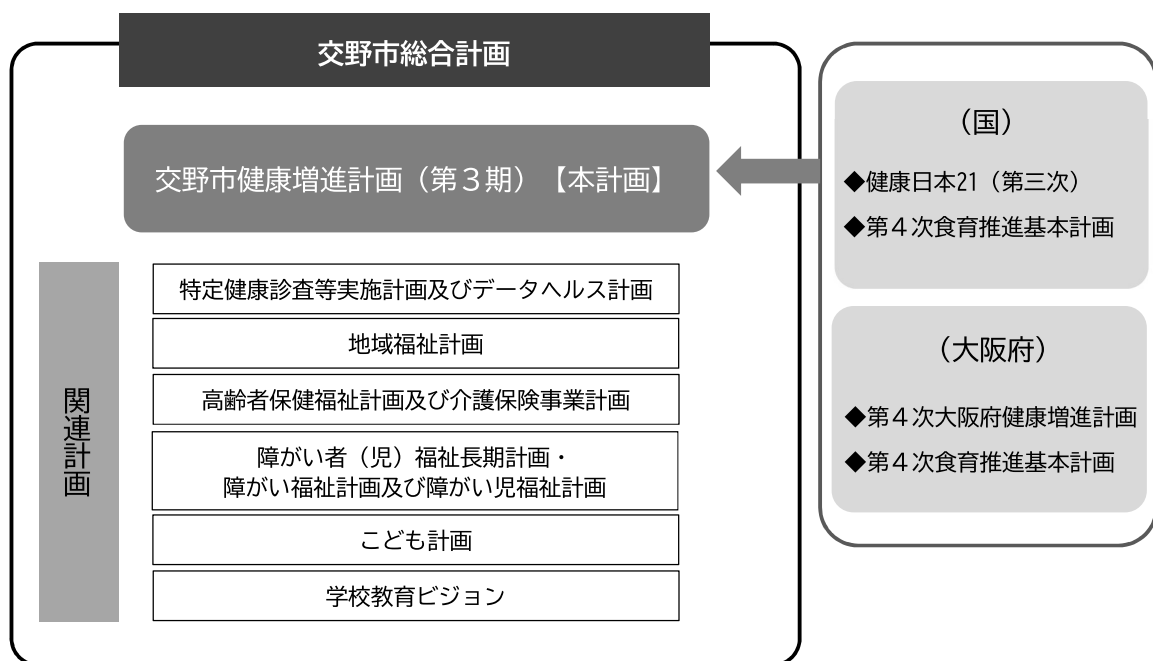 交野市総合計画
交野市健康増進計画（第３期）【本計画】
関連計画
特定健康診査等実施計画及びデータヘルス計画
地域福祉計画
高齢者保健福祉計画及び介護保険事業計画
障がい者（児）福祉長期計画・
障がい福祉計画及び障がい児福祉計画
こども計画
学校教育ビジョン
（国）
◆健康日本21（第三次）
◆第４次食育推進基本計画
（大阪府）
◆第４次大阪府健康増進計画
◆第４次食育推進基本計画